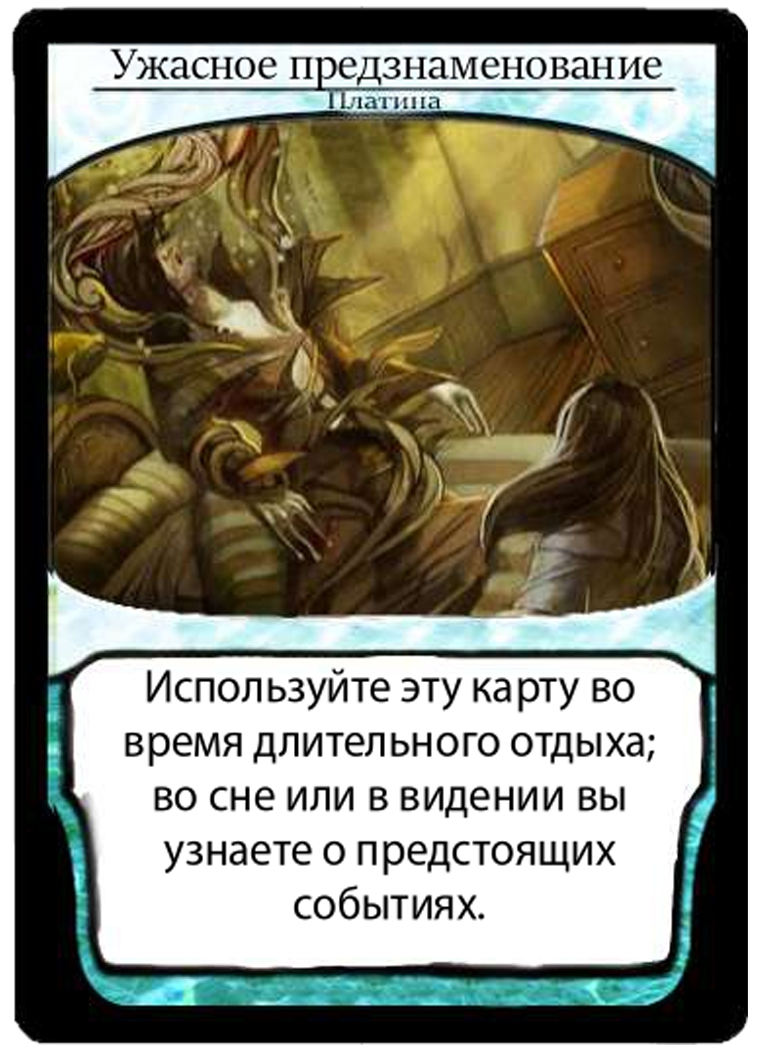 Ужасное предзнаменование
Платина
Используйте эту карту во
время длительного отдыха;
во сне или в видении вы
узнаете о предстоящих
событиях.